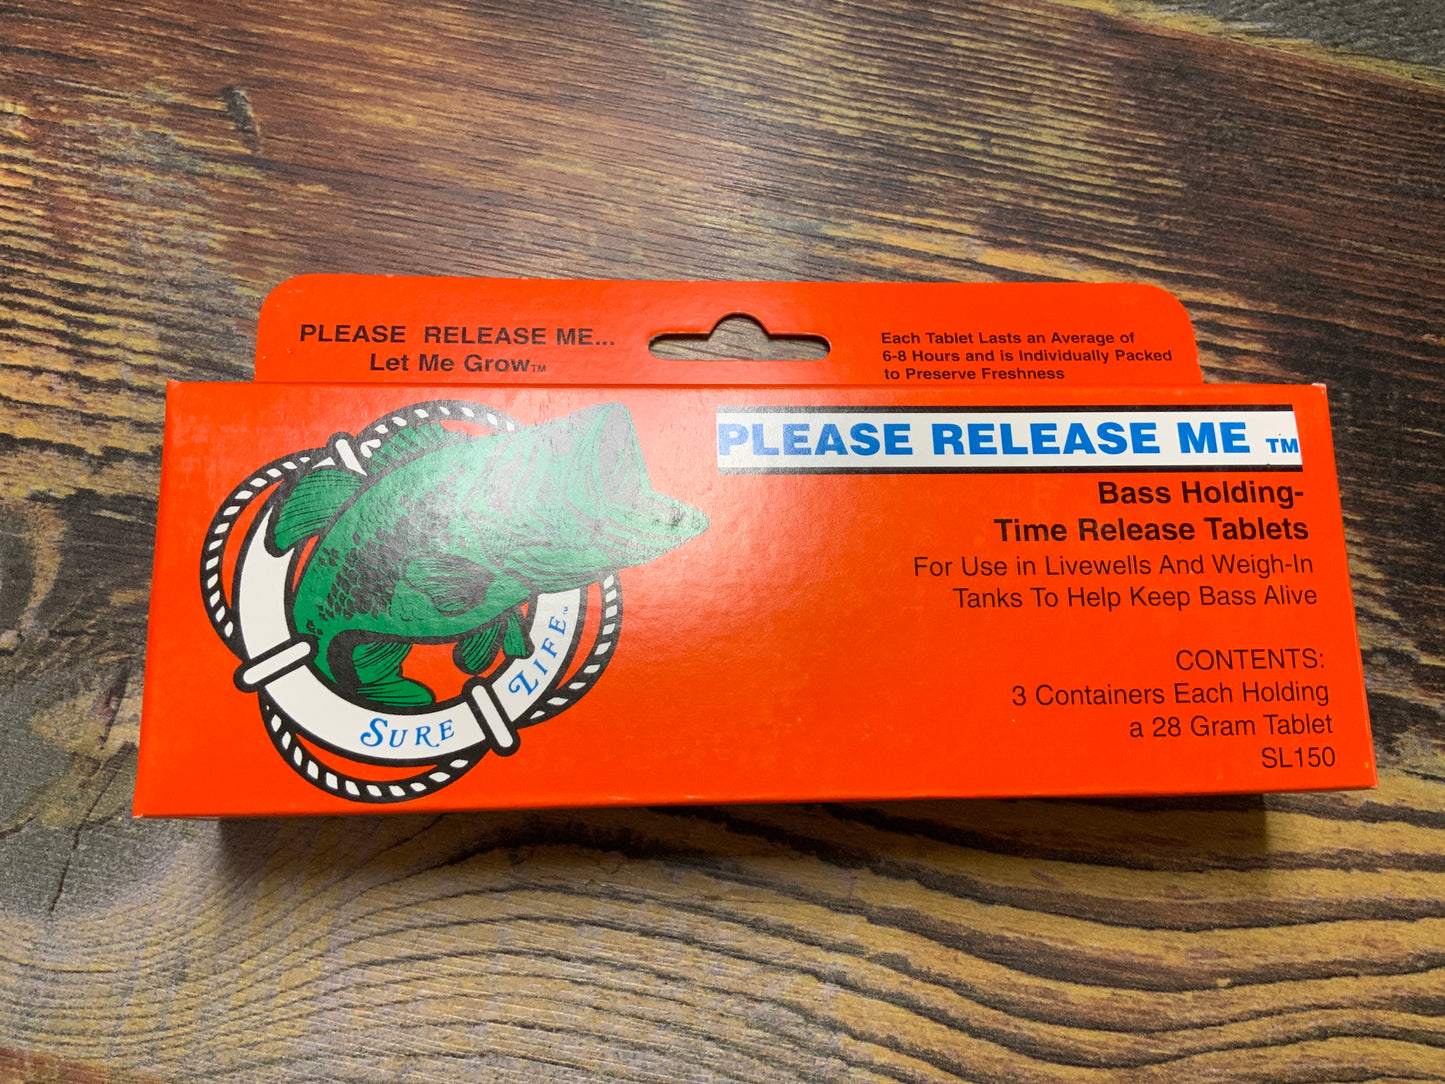 PLEASE RELEASE ME...
Let Me Grow™
Each Tablet Lasts an Average of
6-8 Hours and is Individually Packed
to Preserve Freshness
PLEASE RELEASE ME ™
Bass Holding-
Time Release Tablets
For Use in Livewells And Weigh-In
Tanks To Help Keep Bass Alive
CONTENTS:
3 Containers Each Holding
a 28 Gram Tablet
SL150
SURE LIFE™